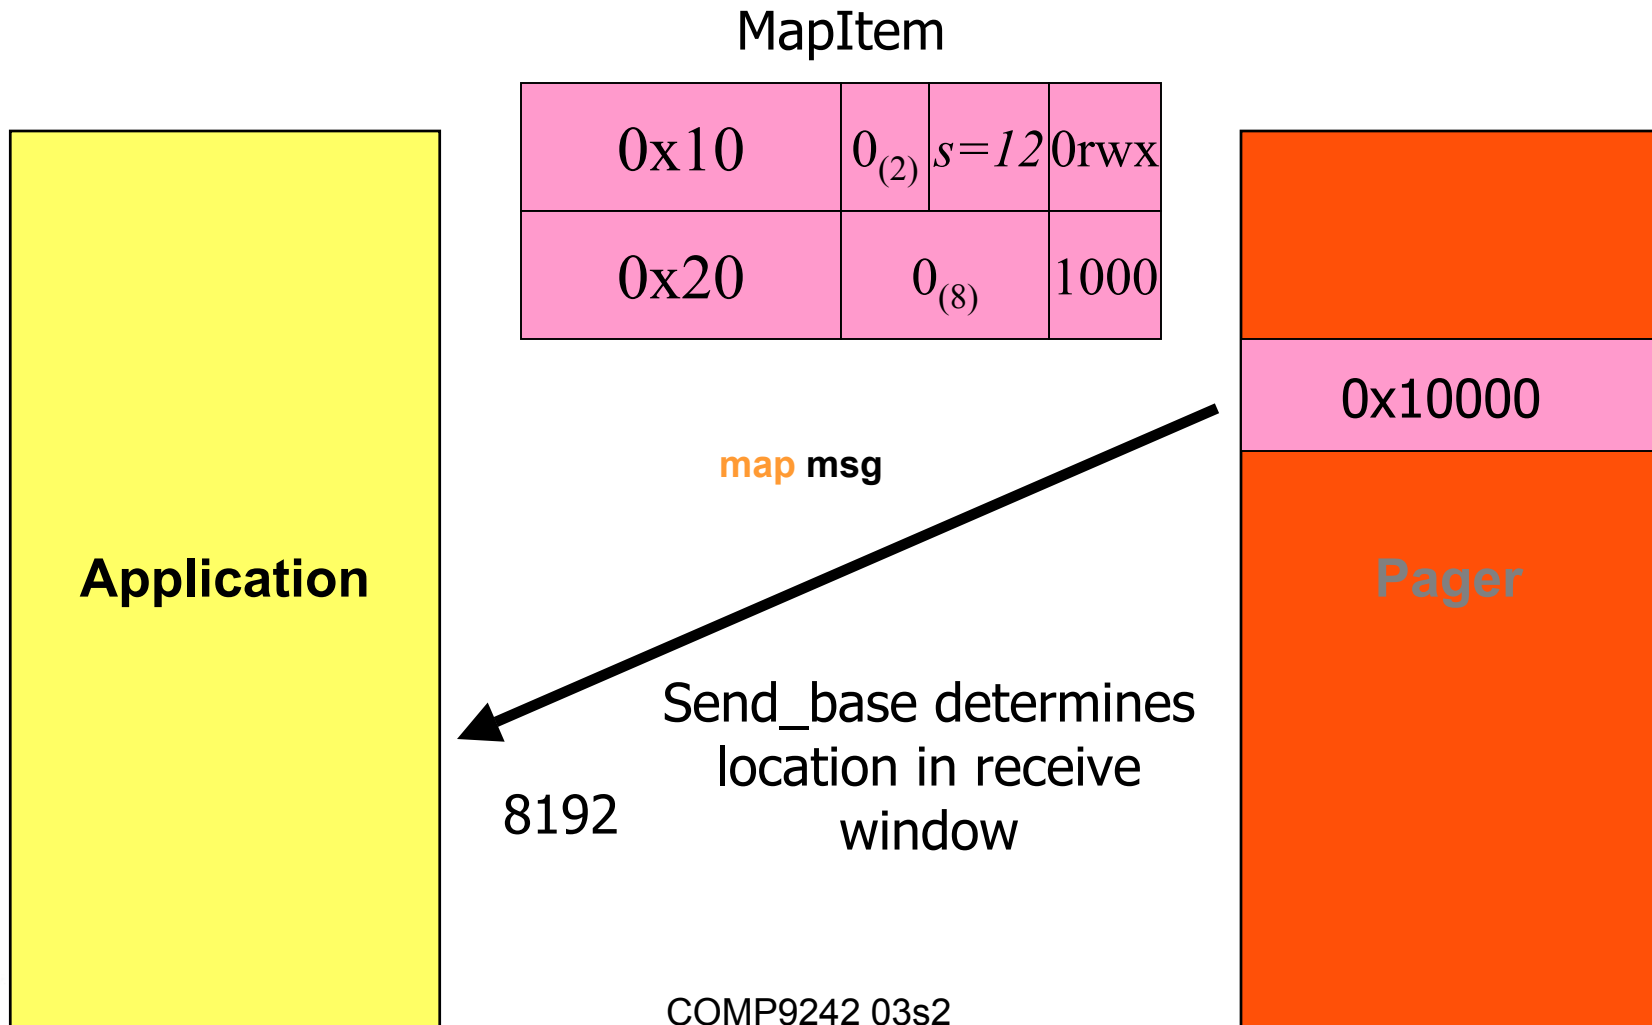 MapItem
0x10 0(2) s=12 0rwx
0x20 0(8) 1000
0x10000
map msg
Application
Pager
Send_base determines
location in receive
window
8192
COMP9242 03s2